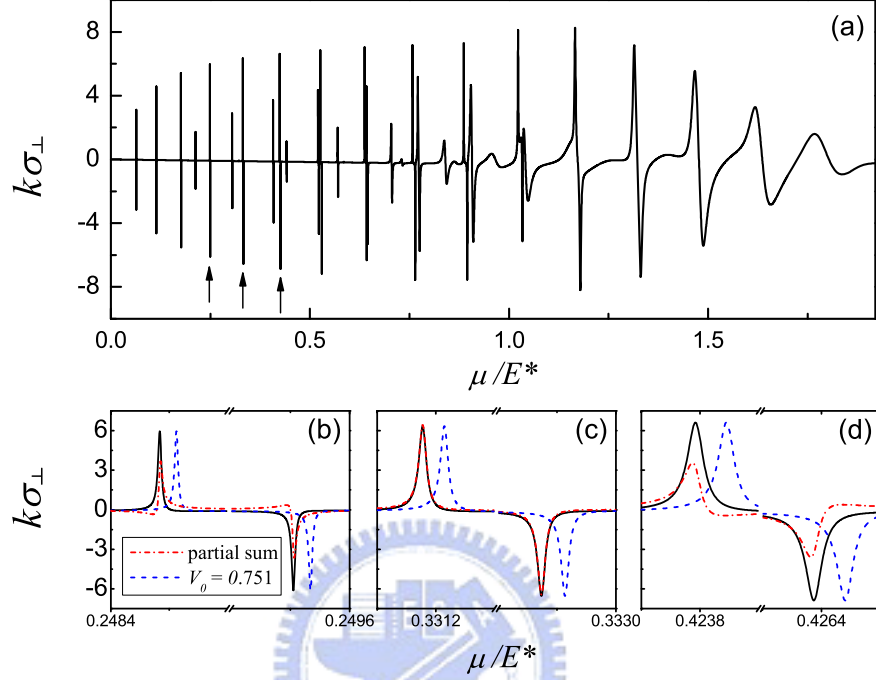 (a)
8
4
0
-4
-8
kσ⊥
0.0 0.5 1.0 1.5
μ/E*
(b) (c) (d)
6
3
0
-3
-6
kσ⊥
partial sum
V0 = 0.751
0.2484 0.2496 0.3312 0.3330 0.4238 0.4264
μ/E*